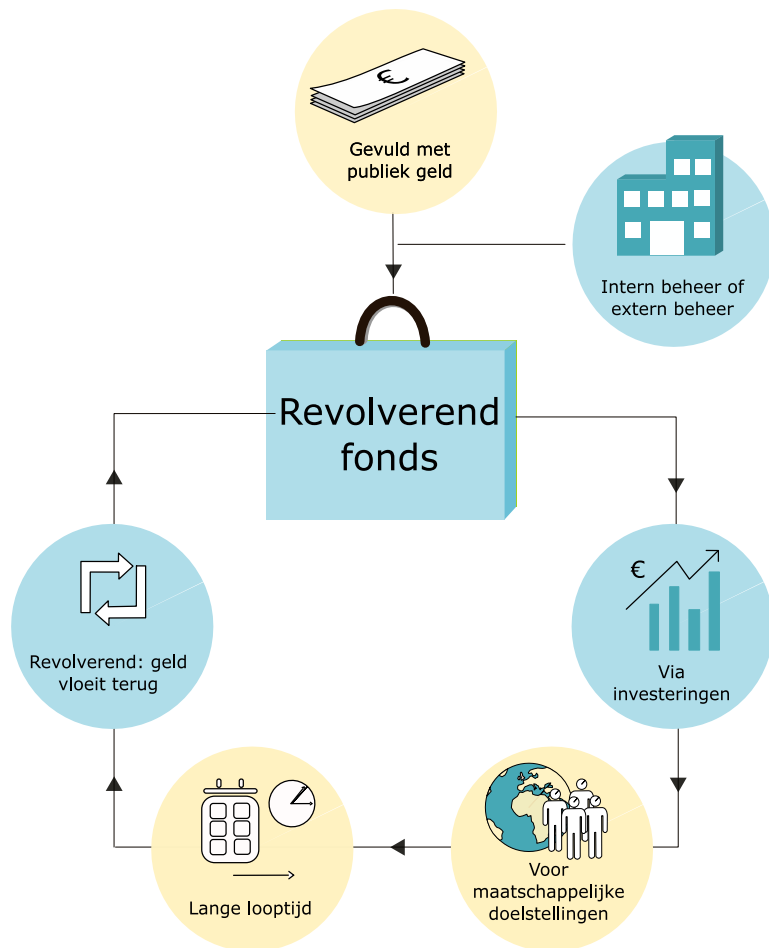 €
Gevuld met
publiek geld
Intern beheer of
extern beheer
Revolverend
fonds
€
Via
investeringen
Voor
maatschappelijke
doelstellingen
Lange looptijd
Revolverend: geld
vloeit terug